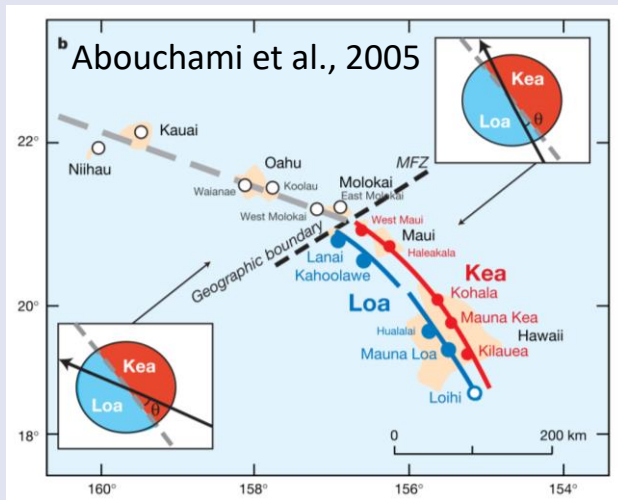 b
Abouchami et al., 2005
Kea
Loa
θ
22°
Kauai
Niihau
Oahu
Waianae
Koolau
Molokai
East Molokai
West Molokai
MFZ
Geographic boundary
West Maui
Maui
Haleakala
Lanai
Kahoolawe
Kea
Loa
Kohala
20°
Mauna Kea
Hualalai
Hawaii
Mauna Loa
Kilauea
Loihi
Kea
Loa
θ
0
200 km
18°
160°
158°
156°
154°